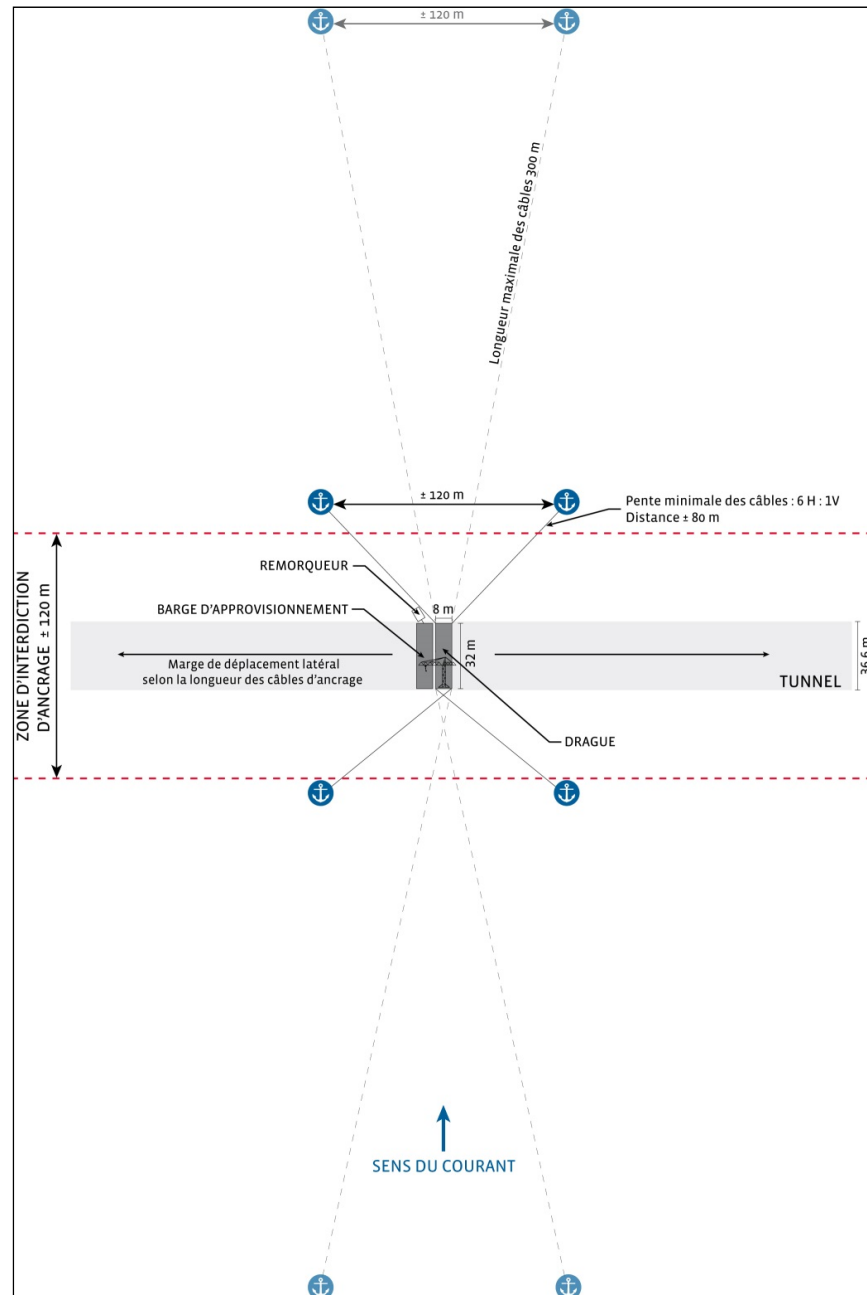 ± 120 m
Longueur maximale des câbles 300 m
± 120 m
Pente minimale des câbles : 6 H : 1V
Distance ± 80 m
ZONE D'INTERDICTION
D'ANCRAGE ± 120 m
REMORQUEUR
BARGE D'APPROVISIONNEMENT
8 m
32 m
36,6 m
Marge de déplacement latéral
selon la longueur des câbles d'ancrage
TUNNEL
DRAGUE
SENS DU COURANT